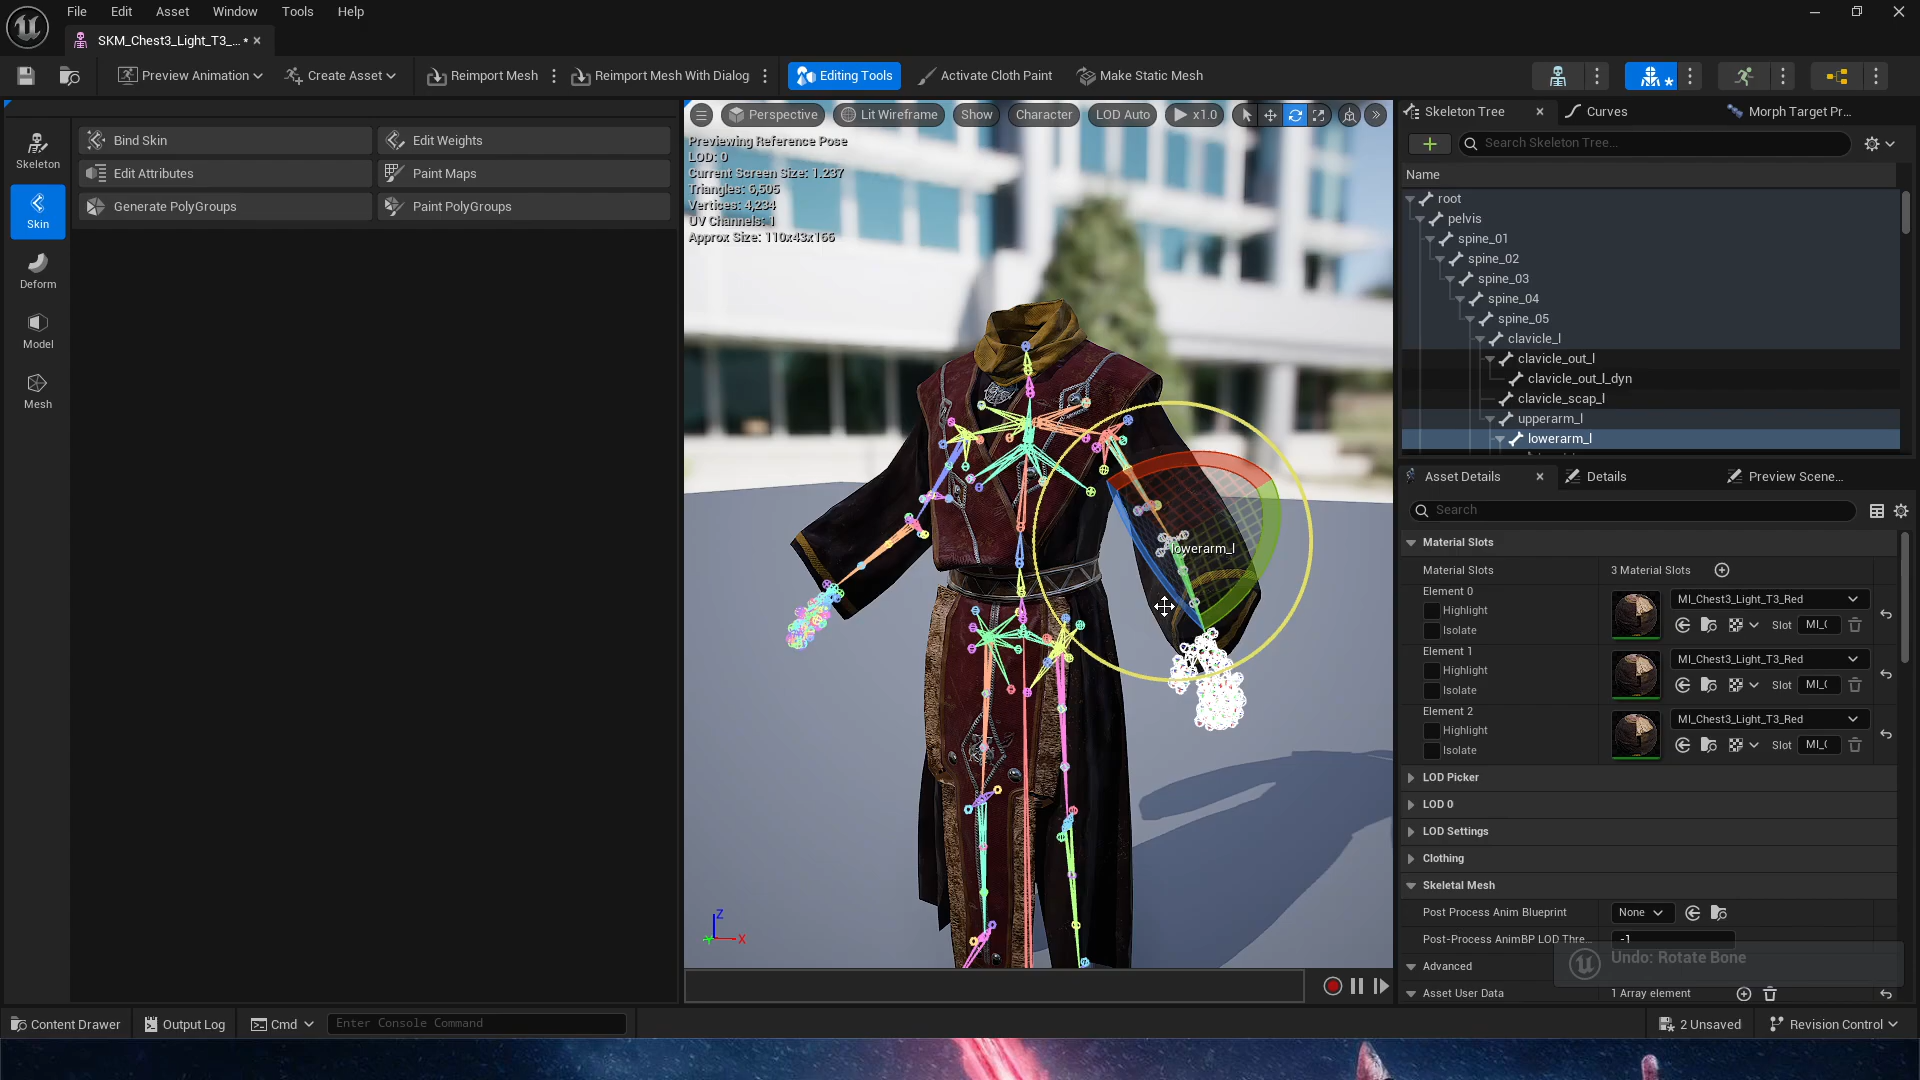 File Edit Asset Window Tools Help
SKM_Chest3_Light_T3_... •
Preview Animation Create Asset Reimport Mesh Reimport Mesh With Dialog Editing Tools Activate Cloth Paint Make Static Mesh
Skeleton
Skin
Deform
Model
Mesh
Bind Skin Edit Weights
Edit Attributes Paint Maps
Generate PolyGroups Paint PolyGroups
Perspective Lit Wireframe Show Character LOD Auto x1.0
Previewing Reference Pose
LOD: 0
Current Screen Size: 1.237
Triangles: 6,505
Vertices: 4,234
UV Channels: 1
Approx Size: 110x43x166
lowerarm_l
Z
X
Y
Skeleton Tree Curves Morph Target Pr...
Search Skeleton Tree...
Name
root
pelvis
spine_01
spine_02
spine_03
spine_04
spine_05
clavicle_l
clavicle_out_l
clavicle_out_l_dyn
clavicle_scap_l
upperarm_l
lowerarm_l
Asset Details Details Preview Scene...
Search
Material Slots
Material Slots 3 Material Slots
Element 0 MI_Chest3_Light_T3_Red
Highlight
Isolate Slot MI_(
Element 1 MI_Chest3_Light_T3_Red
Highlight
Isolate Slot MI_(
Element 2 MI_Chest3_Light_T3_Red
Highlight
Isolate Slot MI_(
LOD Picker
LOD 0
LOD Settings
Clothing
Skeletal Mesh
Post Process Anim Blueprint None
Post-Process AnimBP LOD Thre... -1
Undo: Rotate Bone
Advanced
Asset User Data 1 Array element
Content Drawer Output Log Cmd Enter Console Command 2 Unsaved Revision Control